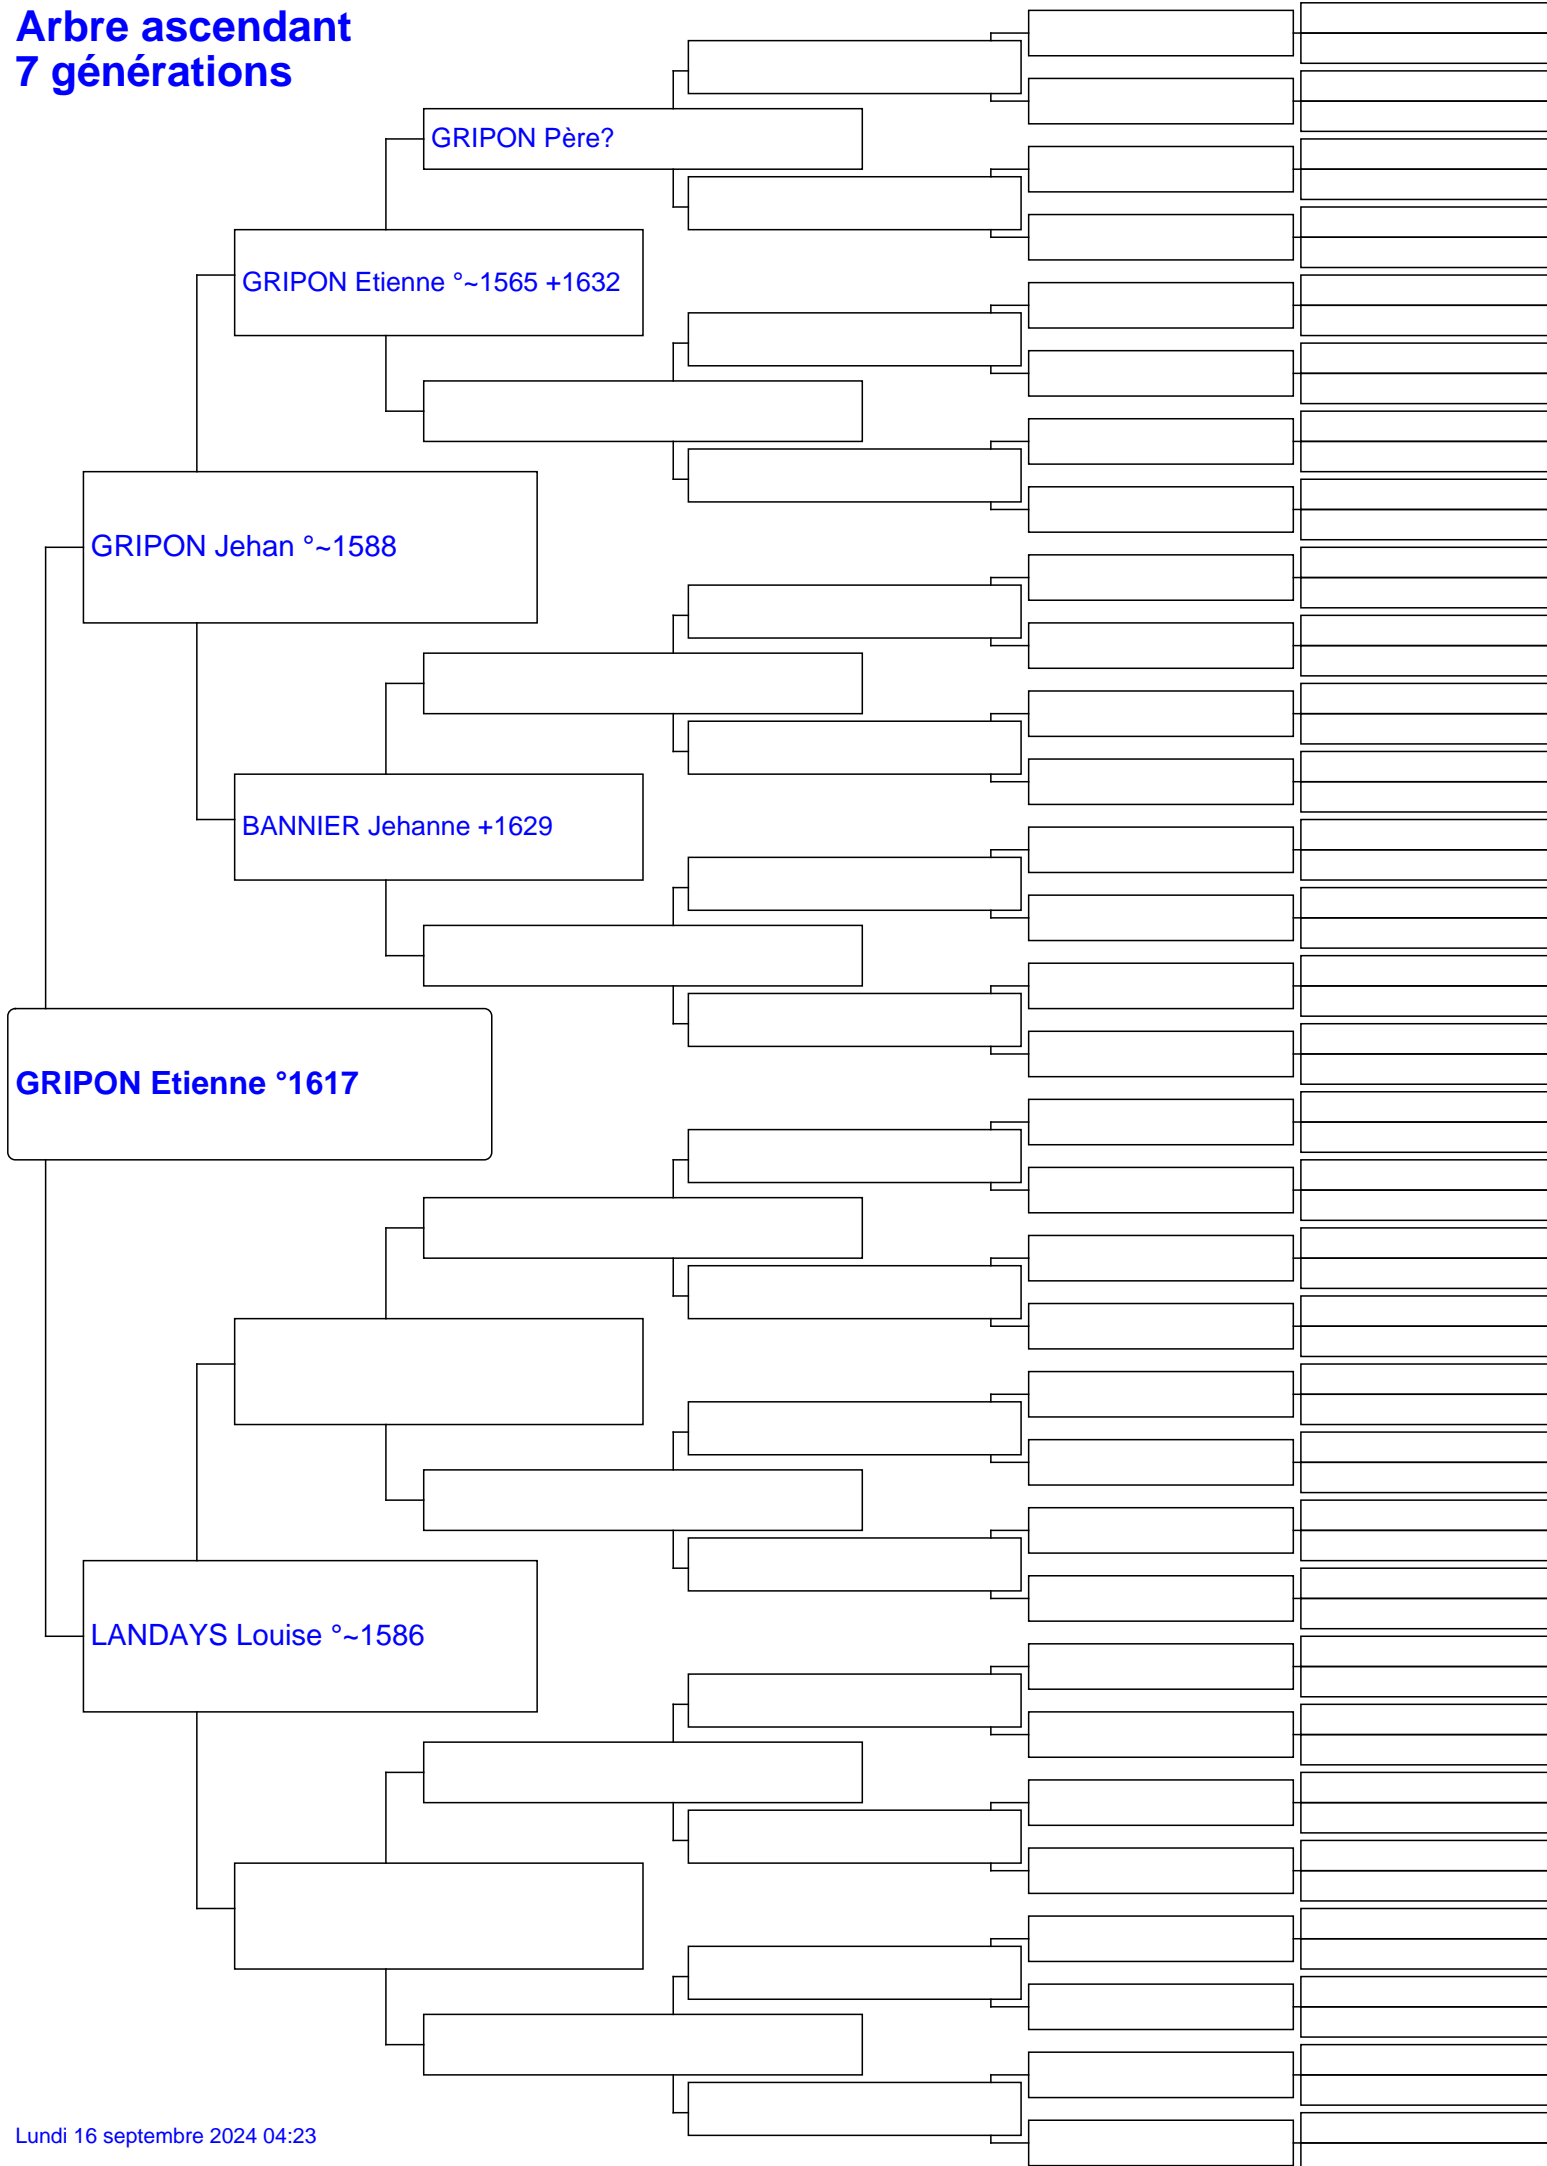 Arbre ascendant
7 générations
GRIPON Père?
GRIPON Etienne °~1565 +1632
GRIPON Jehan °~1588
BANNIER Jehanne +1629
GRIPON Etienne °1617
LANDAYS Louise °~1586
Lundi 16 septembre 2024 04:23